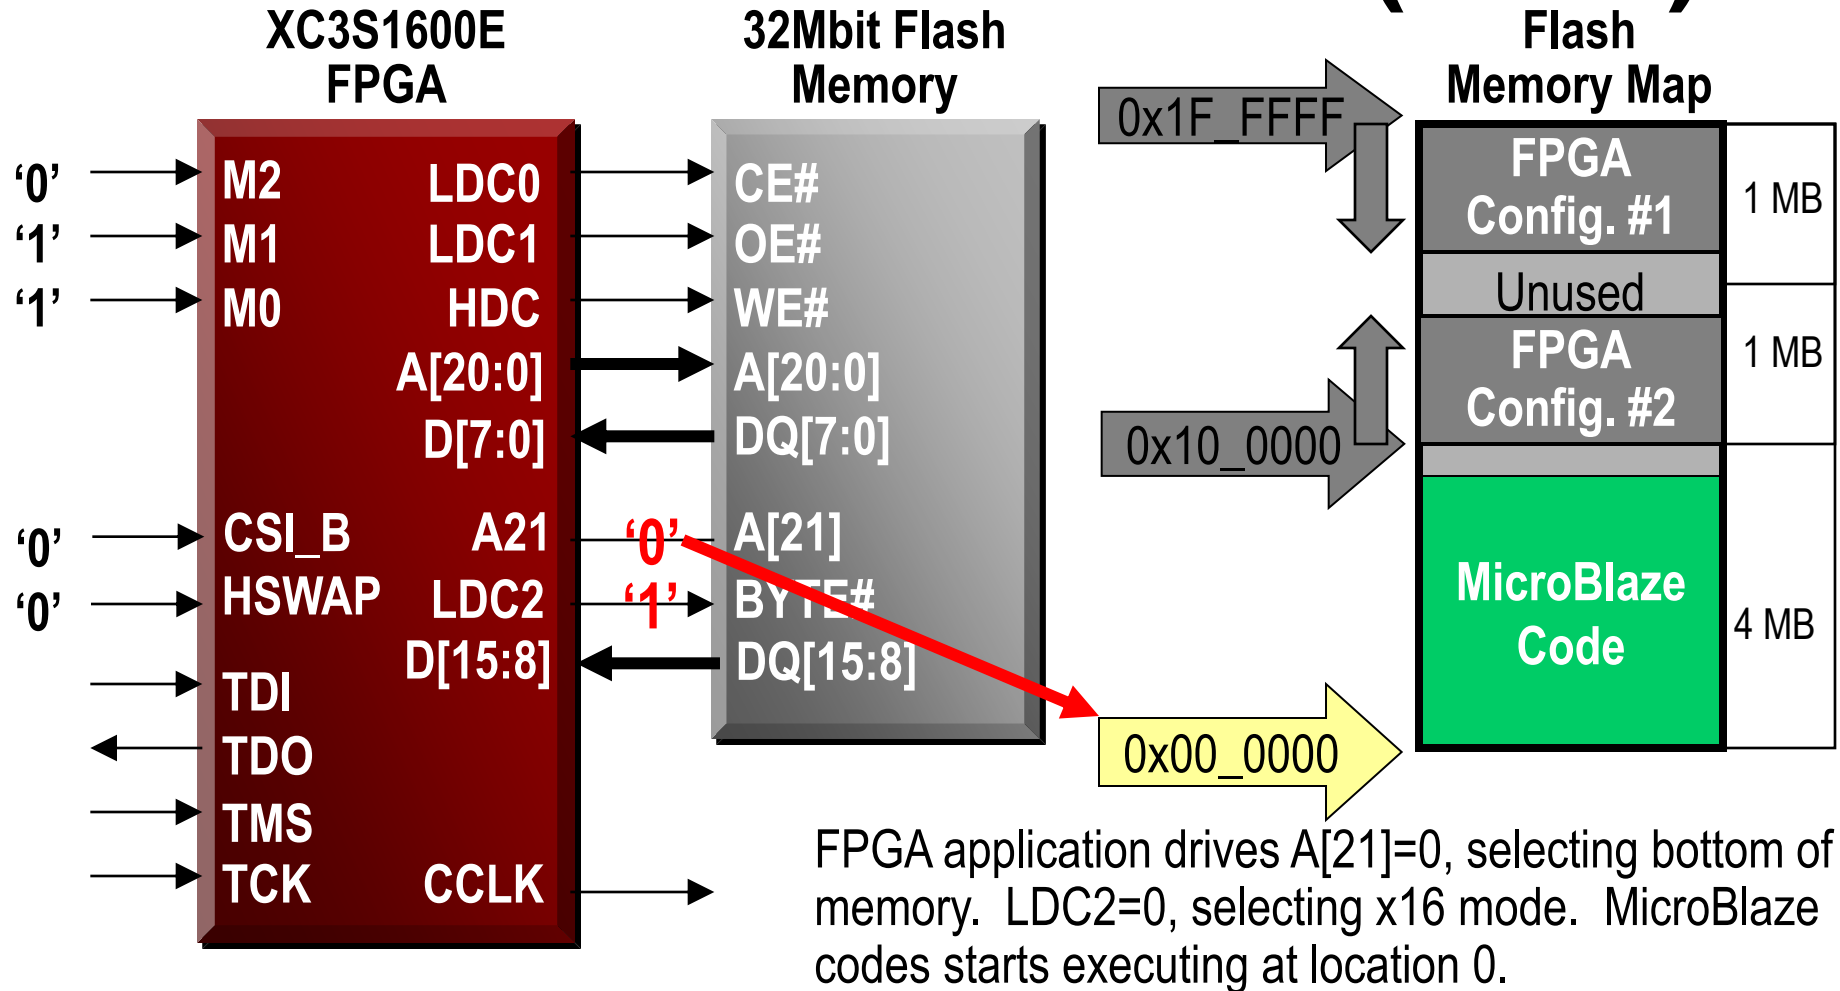 XC3S1600E
FPGA
32Mbit Flash
Memory
Flash
Memory Map
‘0’
‘1’
‘1’
‘0’
‘0’
M2
M1
M0
CSI_B
HSWAP
TDI
TDO
TMS
TCK
LDC0
LDC1
HDC
A[20:0]
D[7:0]
A21
LDC2
D[15:8]
CCLK
‘0’
‘1’
CE#
OE#
WE#
A[20:0]
DQ[7:0]
A[21]
BYTE#
DQ[15:8]
0x1F_FFFF
0x10_0000
0x00_0000
FPGA
Config. #1
Unused
FPGA
Config. #2
MicroBlaze
Code
1 MB
1 MB
4 MB
FPGA application drives A[21]=0, selecting bottom of
memory. LDC2=0, selecting x16 mode. MicroBlaze
codes starts executing at location 0.